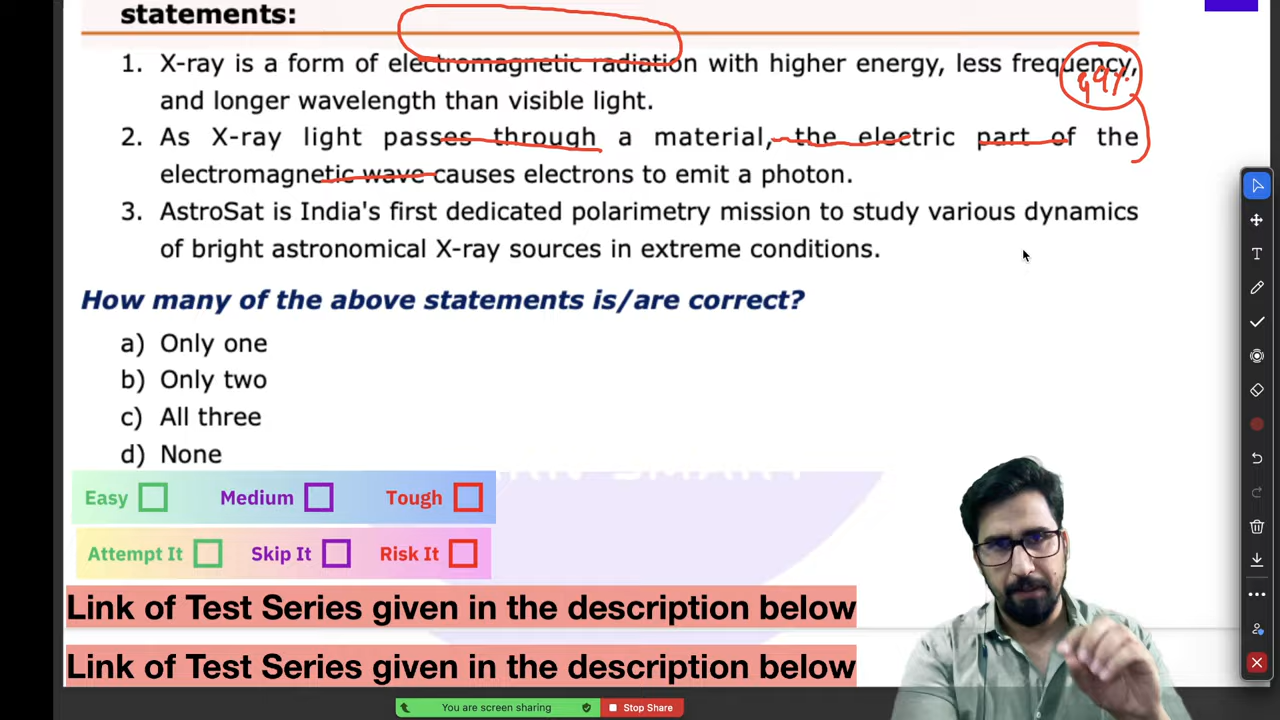 statements:
1. X-ray is a form of electromagnetic radiation with higher energy, less frequency,
and longer wavelength than visible light.
99%
2. As X-ray light passes through a material, the electric part of the
electromagnetic wave causes electrons to emit a photon.
3. AstroSat is India's first dedicated polarimetry mission to study various dynamics
of bright astronomical X-ray sources in extreme conditions.
How many of the above statements is/are correct?
a) Only one
b) Only two
c) All three
d) None
Easy Medium Tough
Attempt It Skip It Risk It
Link of Test Series given in the description below
Link of Test Series given in the description below
You are screen sharing Stop Share